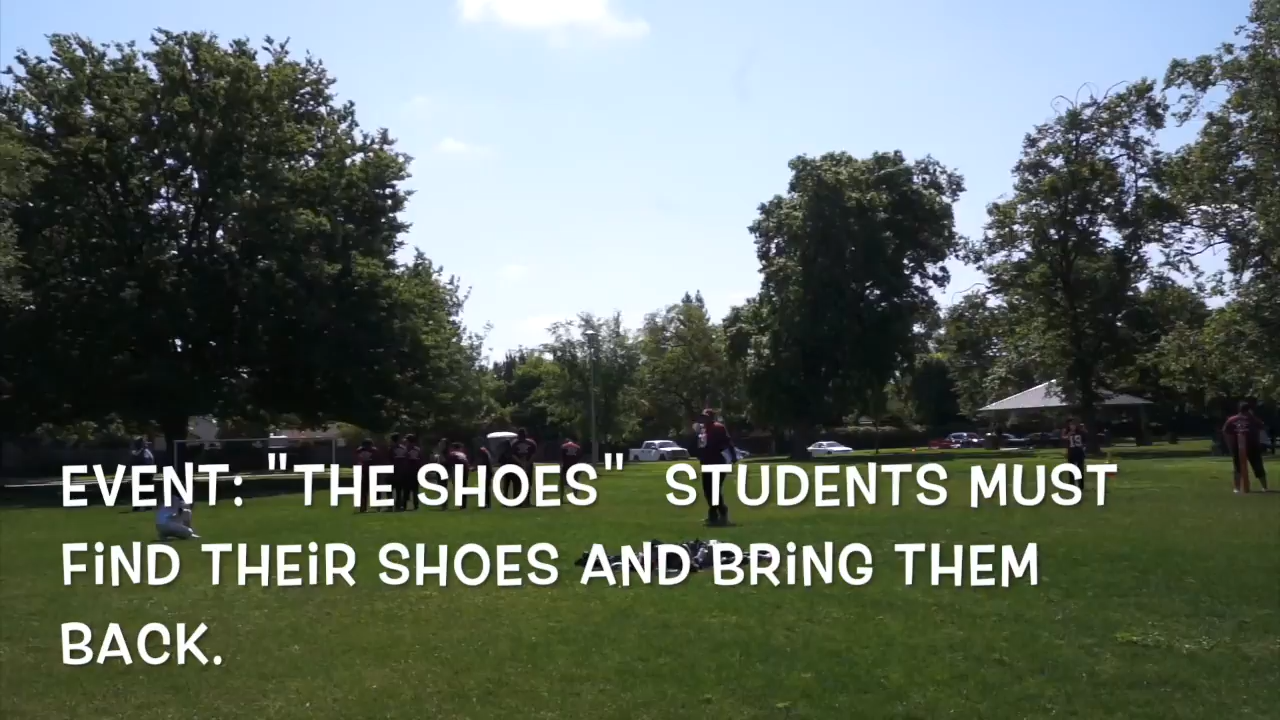 EVENT: "THE SHOES" STUDENTS MUST
FIND THEIR SHOES AND BRING THEM
BACK.